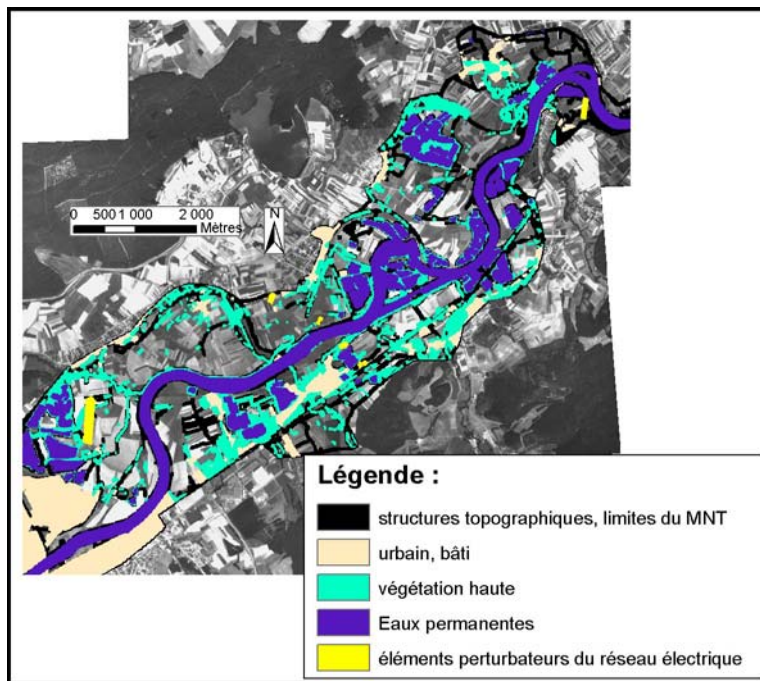 N
0 500 1 000 2 000
Mètres
Légende :
structures topographiques, limites du MNT
urbain, bâti
végétation haute
Eaux permanentes
éléments perturbateurs du réseau électrique